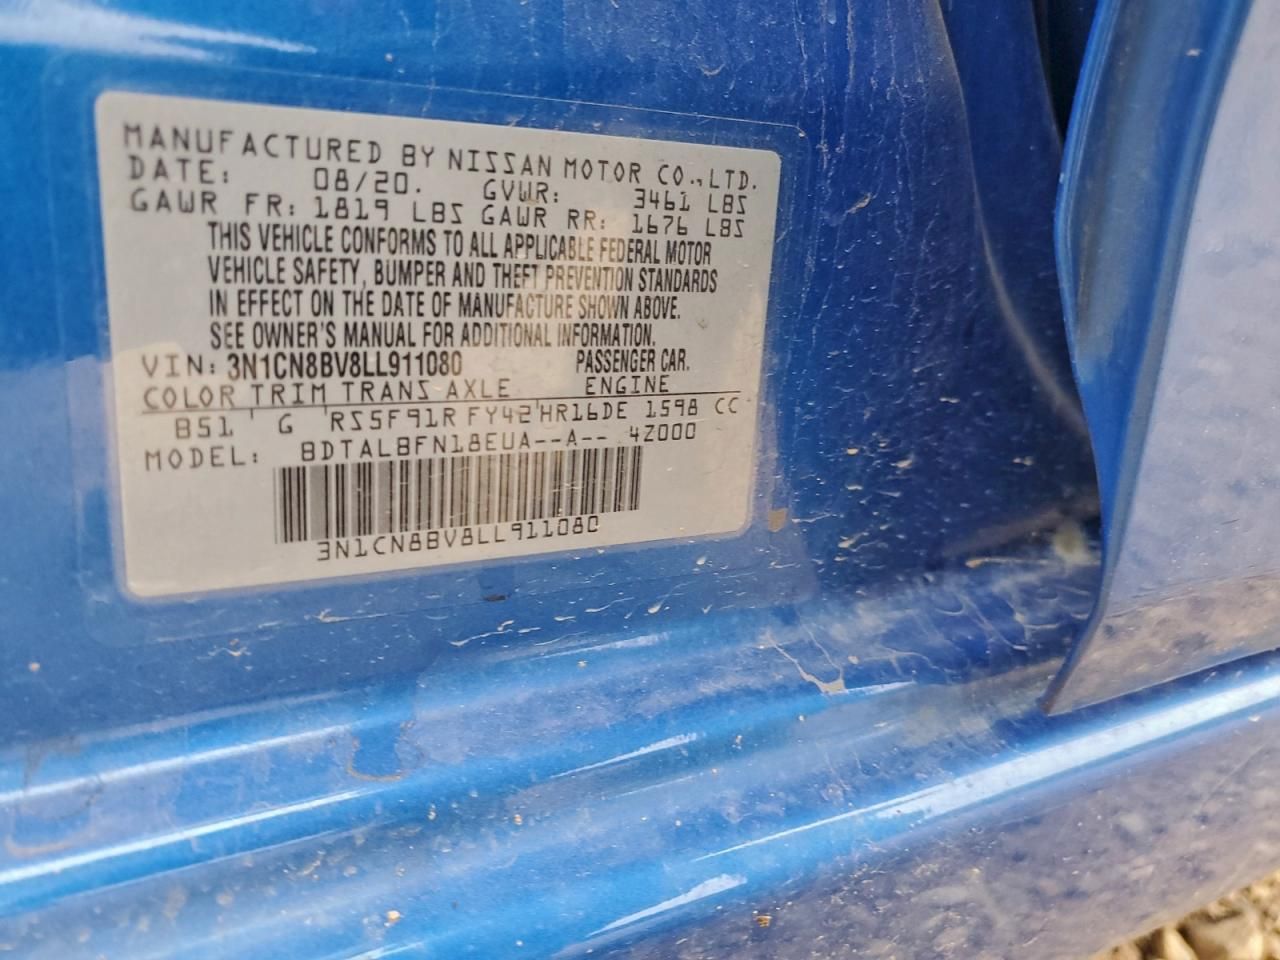 MANUFACTURED BY NISSAN MOTOR CO.,LTD.
DATE: 08/20. GVWR: 3461 LBS
GAWR FR: 1819 LBS GAWR RR: 1676 LBS
THIS VEHICLE CONFORMS TO ALL APPLICABLE FEDERAL MOTOR
VEHICLE SAFETY, BUMPER AND THEFT PREVENTION STANDARDS
IN EFFECT ON THE DATE OF MANUFACTURE SHOWN ABOVE.
SEE OWNER'S MANUAL FOR ADDITIONAL INFORMATION.
VIN: 3N1CN8BV8LL911080 PASSENGER CAR.
COLOR TRIM TRANS AXLE ENGINE
B51 G RS5F91R FY42 HR16DE 1598 CC
MODEL: BDTALBFN18EUA--A-- 4Z000
3N1CN8BV8LL911080